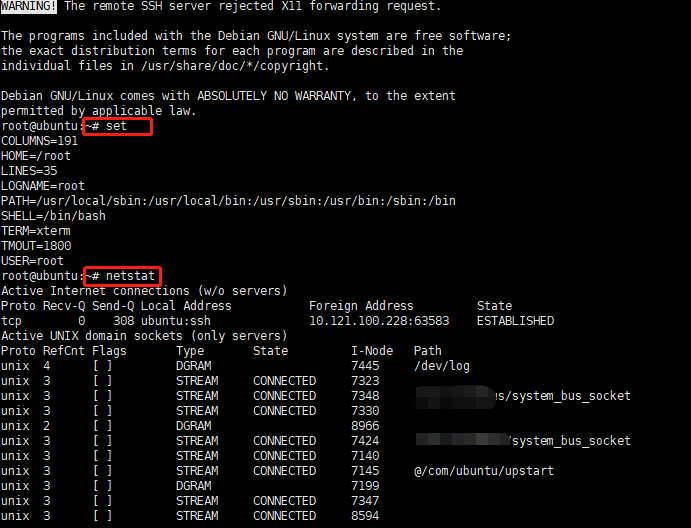 WARNING! The remote SSH server rejected X11 forwarding request.
The programs included with the Debian GNU/Linux system are free software;
the exact distribution terms for each program are described in the
individual files in /usr/share/doc/*/copyright.
Debian GNU/Linux comes with ABSOLUTELY NO WARRANTY, to the extent
permitted by applicable law.
root@ubuntu:~# set
COLUMNS=191
HOME=/root
LINES=35
LOGNAME=root
PATH=/usr/local/sbin:/usr/local/bin:/usr/sbin:/usr/bin:/sbin:/bin
SHELL=/bin/bash
TERM=xterm
TMOUT=1800
USER=root
root@ubuntu:~# netstat
Active Internet connections (w/o servers)
Proto Recv-Q Send-Q Local Address Foreign Address State
tcp 0 308 ubuntu:ssh 10.121.100.228:63583 ESTABLISHED
Active UNIX domain sockets (only servers)
Proto RefCnt Flags Type State I-Node Path
unix 4 [ ] DGRAM 7445 /dev/log
unix 3 [ ] STREAM CONNECTED 7323
unix 3 [ ] STREAM CONNECTED 7348 us/system_bus_socket
unix 3 [ ] STREAM CONNECTED 7330
unix 2 [ ] DGRAM 8966
unix 3 [ ] STREAM CONNECTED 7424 /system_bus_socket
unix 3 [ ] STREAM CONNECTED 7140
unix 3 [ ] STREAM CONNECTED 7145 @/com/ubuntu/upstart
unix 3 [ ] DGRAM 7199
unix 3 [ ] STREAM CONNECTED 7347
unix 3 [ ] STREAM CONNECTED 8594